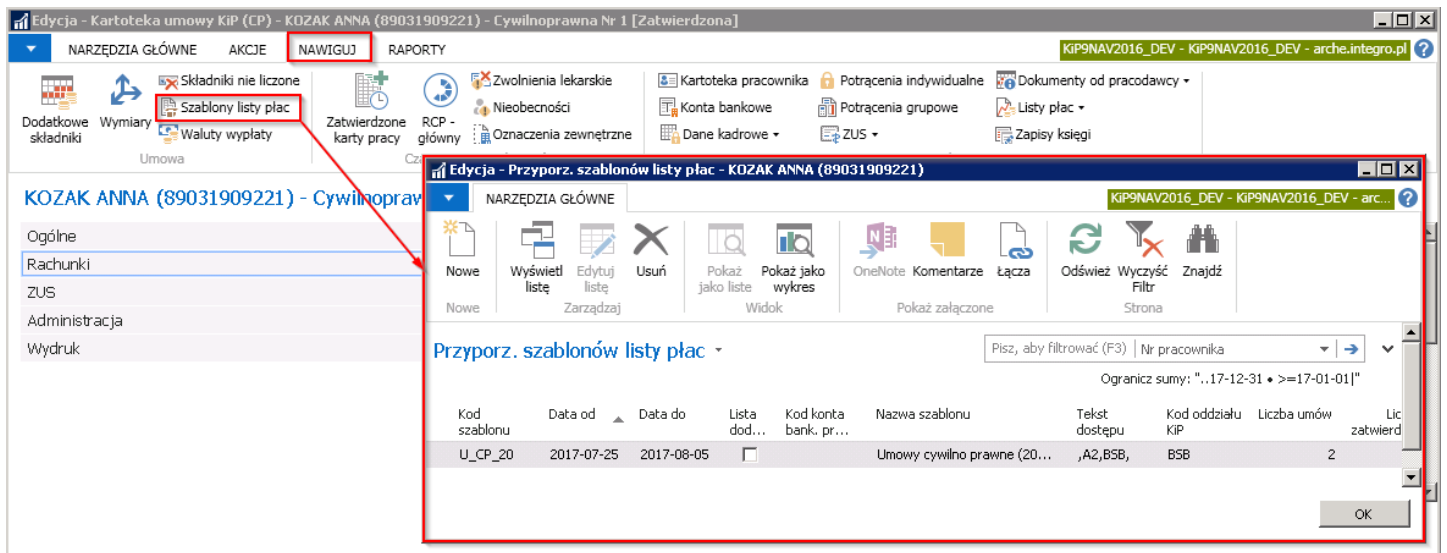 Edycja - Kartoteka umowy KiP (CP) - KOZAK ANNA (89031909221) - Cywilnoprawna Nr 1 [Zatwierdzona]
NARZĘDZIA GŁÓWNE AKCJE NAWIGUJ RAPORTY KiP9NAV2016_DEV - KiP9NAV2016_DEV - arche.integro.pl
Dodatkowe składniki
Wymiary
Składniki nie liczone
Szablony listy płac
Waluty wypłaty
Umowa
Zatwierdzone karty pracy
RCP - główny
Zwolnienia lekarskie
Nieobecności
Oznaczenia zewnętrzne
Kartoteka pracownika
Konta bankowe
Dane kadrowe
Potrącenia indywidualne
Potrącenia grupowe
ZUS
Dokumenty od pracodawcy
Listy płac
Zapisy księgi
KOZAK ANNA (89031909221) - Cywilnopraw
Ogólne
Rachunki
ZUS
Administracja
Wydruk
Edycja - Przyporz. szablonów listy płac - KOZAK ANNA (89031909221)
NARZĘDZIA GŁÓWNE KiP9NAV2016_DEV - KiP9NAV2016_DEV - arc...
Nowe
Wyświetl listę
Edytuj listę
Usuń
Pokaż jako liste
Pokaż jako wykres
OneNote
Komentarze
Łącza
Odśwież
Wyczyść Filtr
Znajdź
Nowe Zarządzaj Widok Pokaż załączone Strona
Przyporz. szablonów listy płac
Pisz, aby filtrować (F3) Nr pracownika
Ogranicz sumy: "..17-12-31 • >=17-01-01|"
Kod szablonu Data od Data do Lista dod... Kod konta bank. pr... Nazwa szablonu Tekst dostępu Kod oddziału KiP Liczba umów Lic zatwierd
U_CP_20 2017-07-25 2017-08-05 Umowy cywilno prawne (20... ,A2,BSB, BSB 2
OK